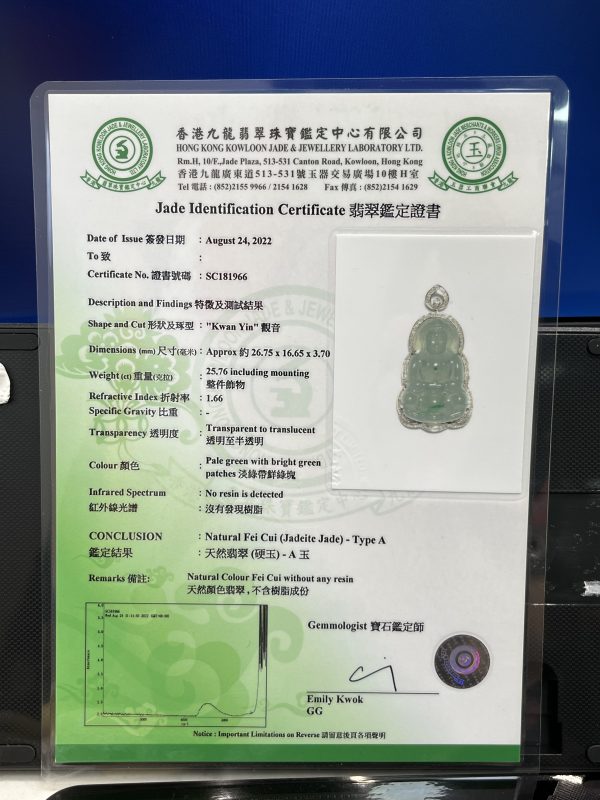 香港九龍翡翠珠寶鑑定中心有限公司
HONG KONG KOWLOON JADE & JEWELLERY LABORATORY LTD.
Rm.H, 10/F.,Jade Plaza, 513-531 Canton Road, Kowloon, Hong Kong
香港九龍廣東道513-531號玉器交易廣場10樓H室
Tel 電話 : (852)2155 9966 / 2154 1628 Fax 傳真 : (852)2154 1629
Jade Identification Certificate 翡翠鑑定證書
Date of Issue 簽發日期 : August 24, 2022
To 致 :
Certificate No. 證書號碼 : SC181966
Description and Findings 特徵及測試結果
Shape and Cut 形狀及琢型 : "Kwan Yin" 觀音
Dimensions (mm) 尺寸(毫米) : Approx 約 26.75 x 16.65 x 3.70
Weight (ct) 重量(克拉) : 25.76 including mounting
整件飾物
Refractive Index 折射率 : 1.66
Specific Gravity 比重 : -
Transparency 透明度 : Transparent to translucent
透明至半透明
Colour 顏色 : Pale green with bright green
patches 淡綠帶鮮綠塊
Infrared Spectrum : No resin is detected
紅外線光譜 : 沒有發現樹脂
CONCLUSION : Natural Fei Cui (Jadeite Jade) - Type A
鑑定結果 : 天然翡翠 (硬玉) - A 玉
Remarks 備註: Natural Colour Fei Cui without any resin
天然顏色翡翠 , 不含樹脂成份
SC181966
Gemmologist 寶石鑑定師
Emily Kwok
GG
Notice : Important Limitations on Reverse 請留意後頁各項聲明